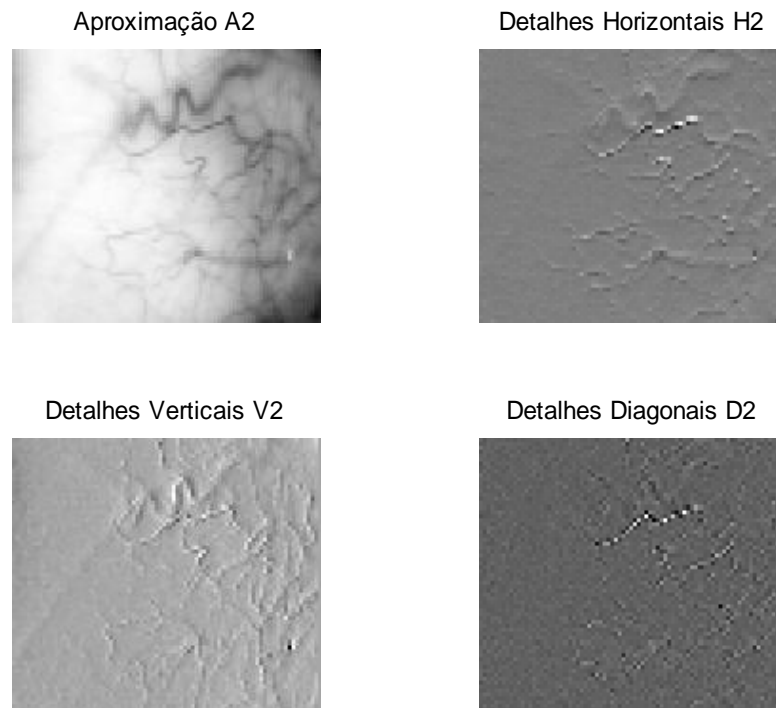 Aproximação A2
Detalhes Horizontais H2
Detalhes Verticais V2
Detalhes Diagonais D2